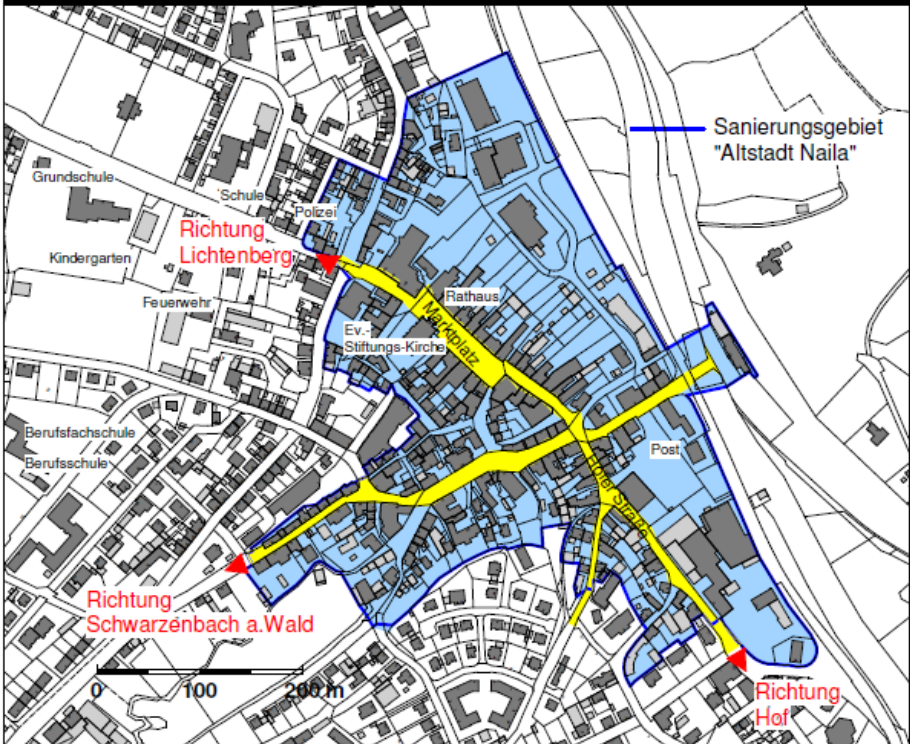 Sanierungsgebiet
"Altstadt Naila"
Grundschule
Schule
Polizei
Richtung
Lichtenberg
Kindergarten
Rathaus
Feuerwehr
Marktplatz
Ev.-
Stiftungs-Kirche
Berufsfachschule
Berufsschule
Post
Hofer Straße
Richtung
Schwarzenbach a.Wald
0 100 200 m
Richtung
Hof